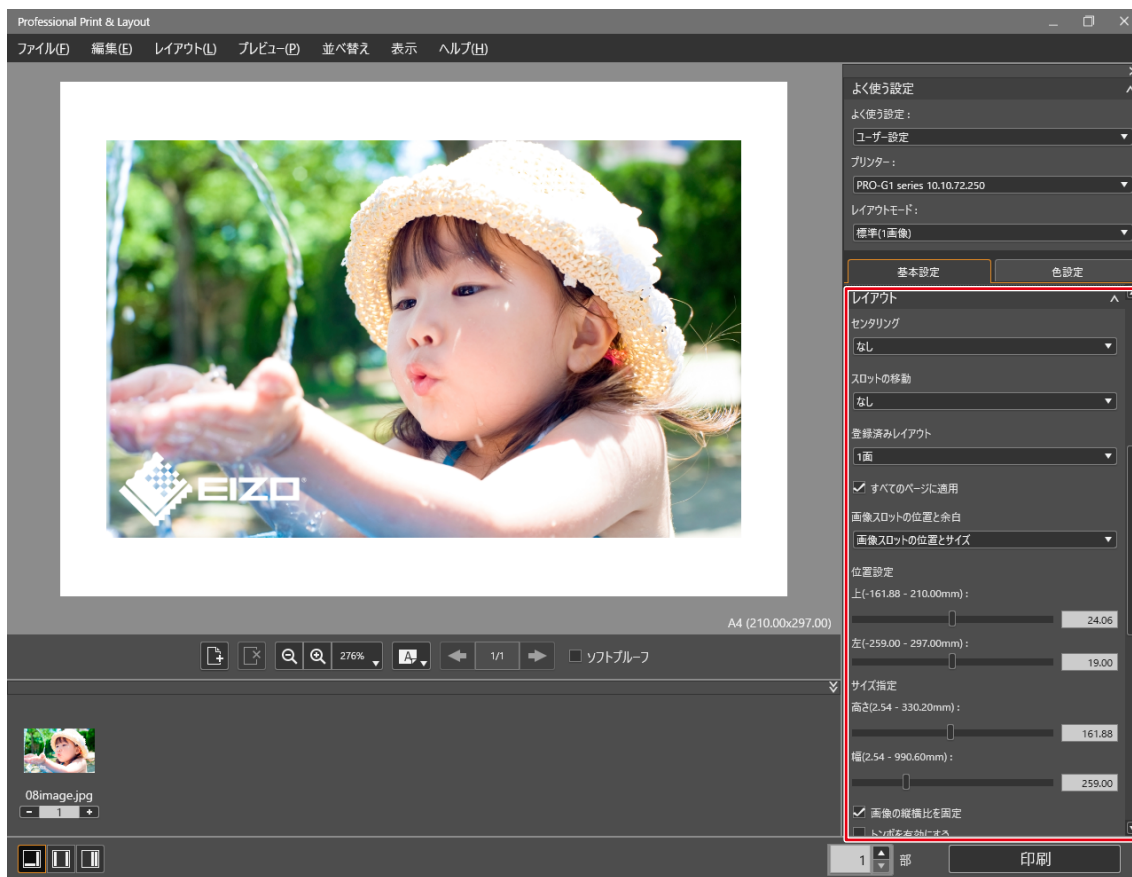 Professional Print & Layout
ファイル(F) 編集(E) レイアウト(L) プレビュー(P) 並べ替え 表示 ヘルプ(H)
EIZO
A4 (210.00x297.00)
276% A 1/1 ソフトプルーフ
08image.jpg
- 1 +
よく使う設定
よく使う設定：
ユーザー設定
プリンター：
PRO-G1 series 10.10.72.250
レイアウトモード：
標準(1画像)
基本設定 色設定
レイアウト
センタリング
なし
スロットの移動
なし
登録済みレイアウト
1面
すべてのページに適用
画像スロットの位置と余白
画像スロットの位置とサイズ
位置設定
上(-161.88 - 210.00mm)：
24.06
左(-259.00 - 297.00mm)：
19.00
サイズ指定
高さ(2.54 - 330.20mm)：
161.88
幅(2.54 - 990.60mm)：
259.00
画像の縦横比を固定
トンボを有効にする
1 部 印刷